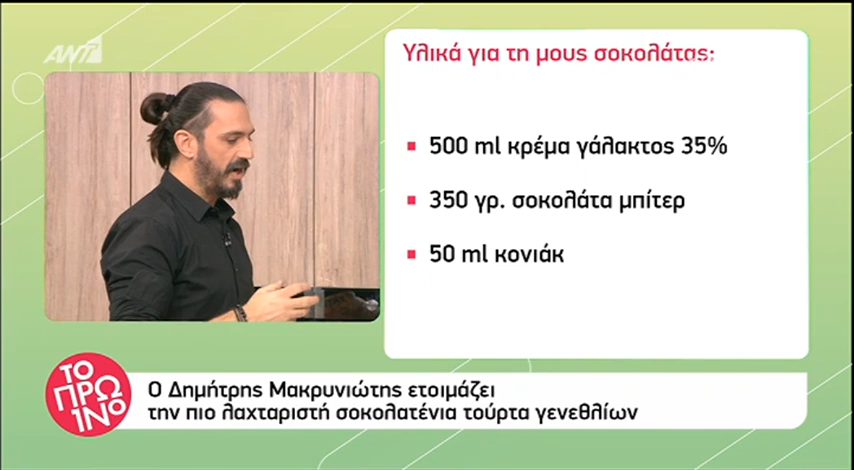 ANT1
Υλικά για τη μους σοκολάτας:
500 ml κρέμα γάλακτος 35%
350 γρ. σοκολάτα μπίτερ
50 ml κονιάκ
ΤΟ
ΠΡΩ
ΙΝΟ
Ο Δημήτρης Μακρυνιώτης ετοιμάζει
την πιο λαχταριστή σοκολατένια τούρτα γενεθλίων